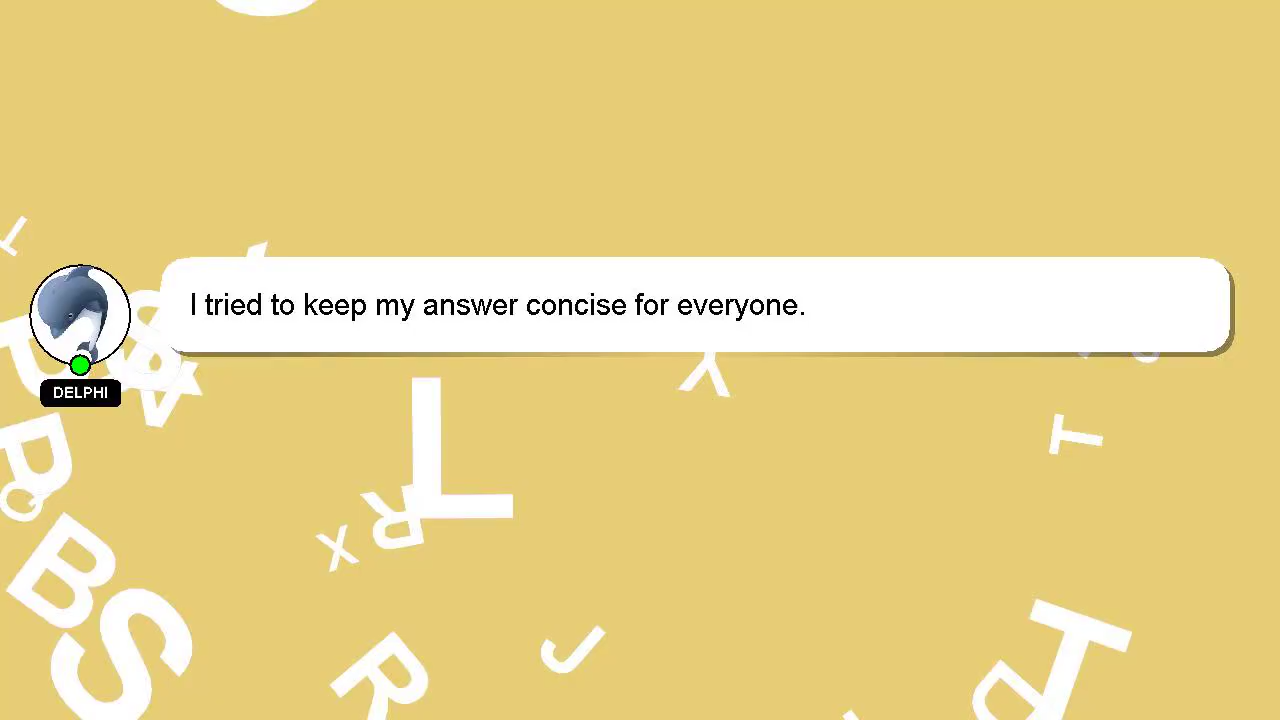 I tried to keep my answer concise for everyone.
DELPHI
T
Y
L
T
R
X
B
Q
B
S
R
J
T